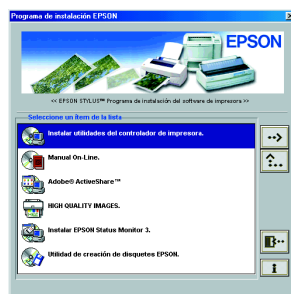 Programa de instalación EPSON
EPSON
<< EPSON STYLUS™ Programa de instalación del software de impresora >>
Seleccione un ítem de la lista
Instalar utilidades del controlador de impresora.
Manual On-Line.
Adobe® ActiveShare™
HIGH QUALITY IMAGES.
Instalar EPSON Status Monitor 3.
Utilidad de creación de disquetes EPSON.